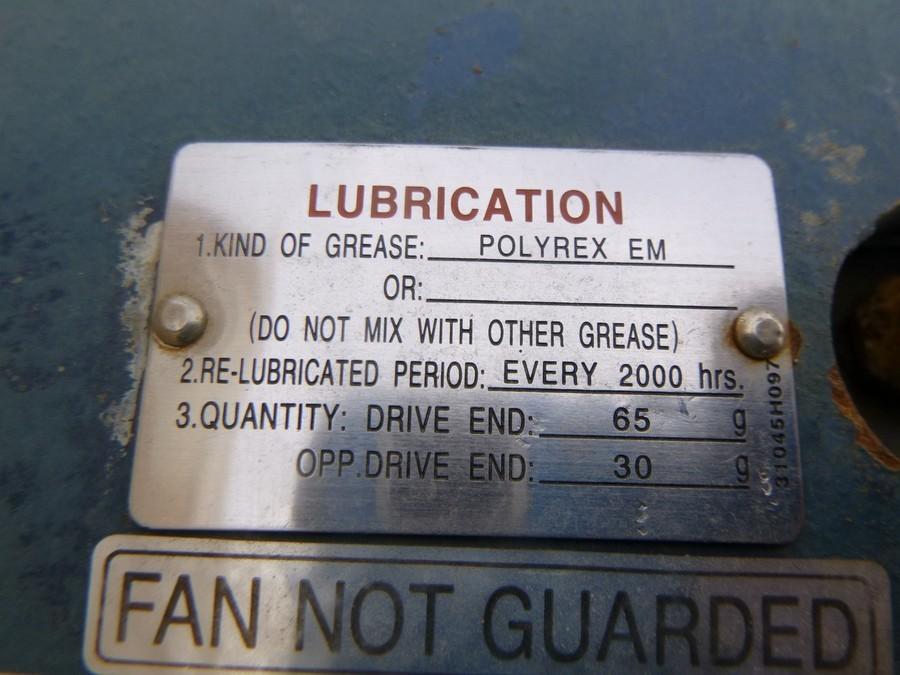 LUBRICATION
1.KIND OF GREASE: POLYREX EM
OR:
(DO NOT MIX WITH OTHER GREASE)
2.RE-LUBRICATED PERIOD: EVERY 2000 hrs.
3.QUANTITY: DRIVE END: 65 g
OPP.DRIVE END: 30 g
31045H097
FAN NOT GUARDED